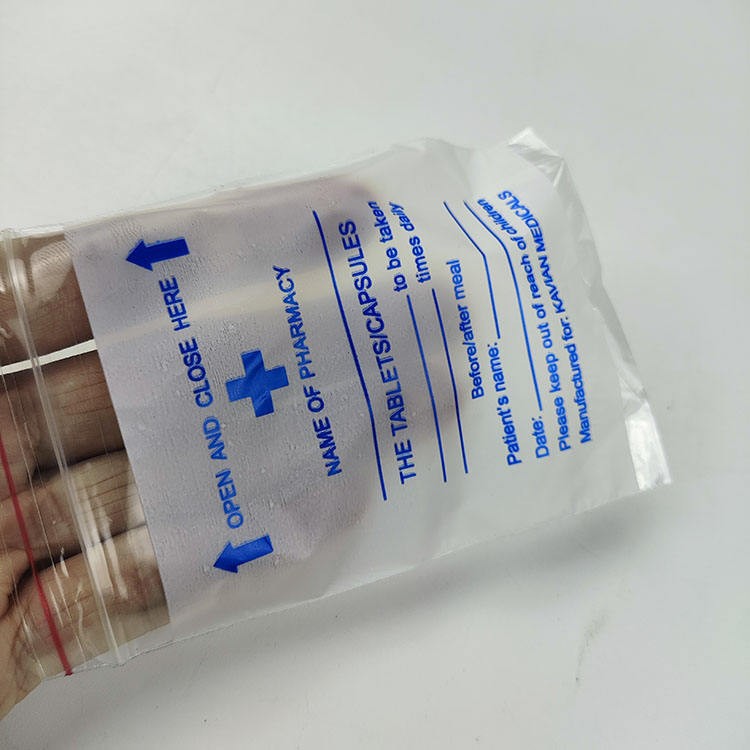 OPEN AND CLOSE HERE
NAME OF PHARMACY
THE TABLETS/CAPSULES
to be taken
times daily
Before/after meal
Patient's name:
Date:
Please keep out of reach of children
Manufactured for: KAVIAN MEDICALS